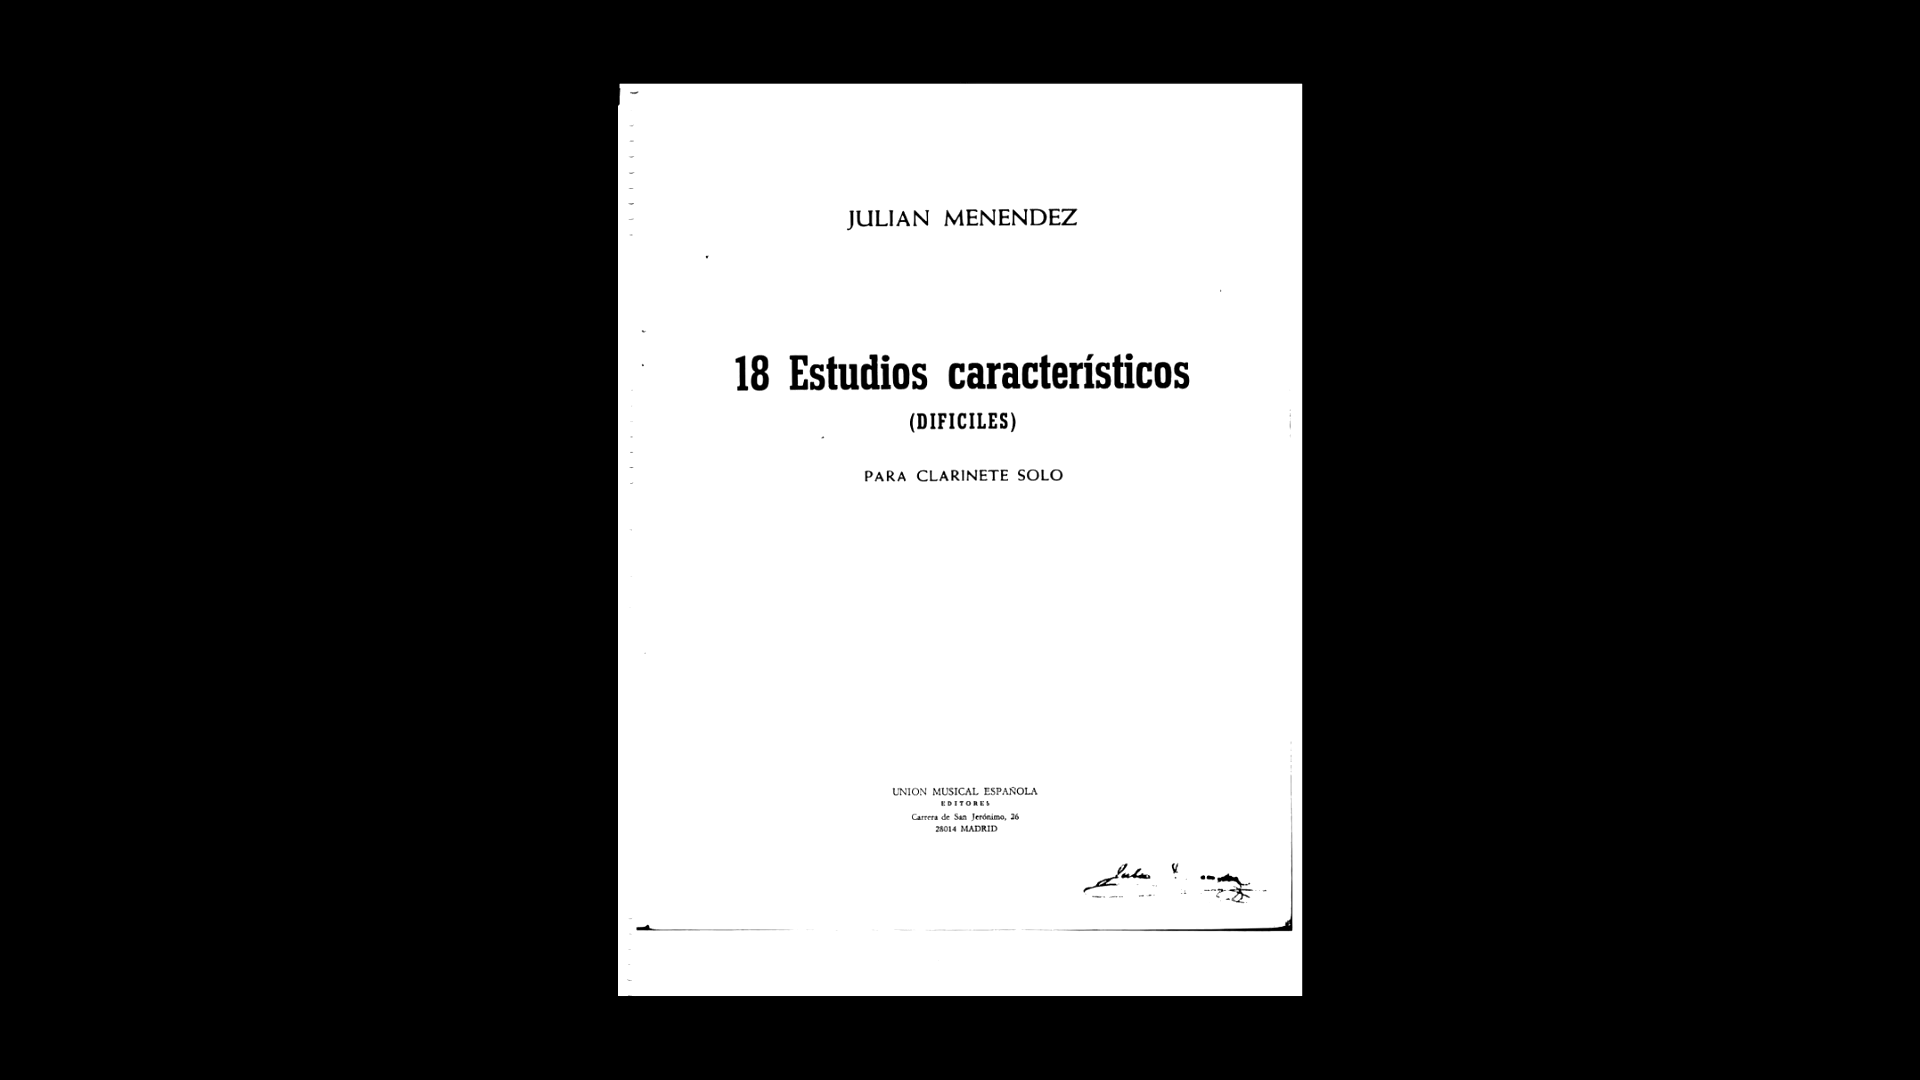 JULIAN MENENDEZ
18 Estudios característicos
(DIFICILES)
PARA CLARINETE SOLO
UNION MUSICAL ESPAÑOLA
EDITORES
Carrera de San Jerónimo, 26
28014 MADRID